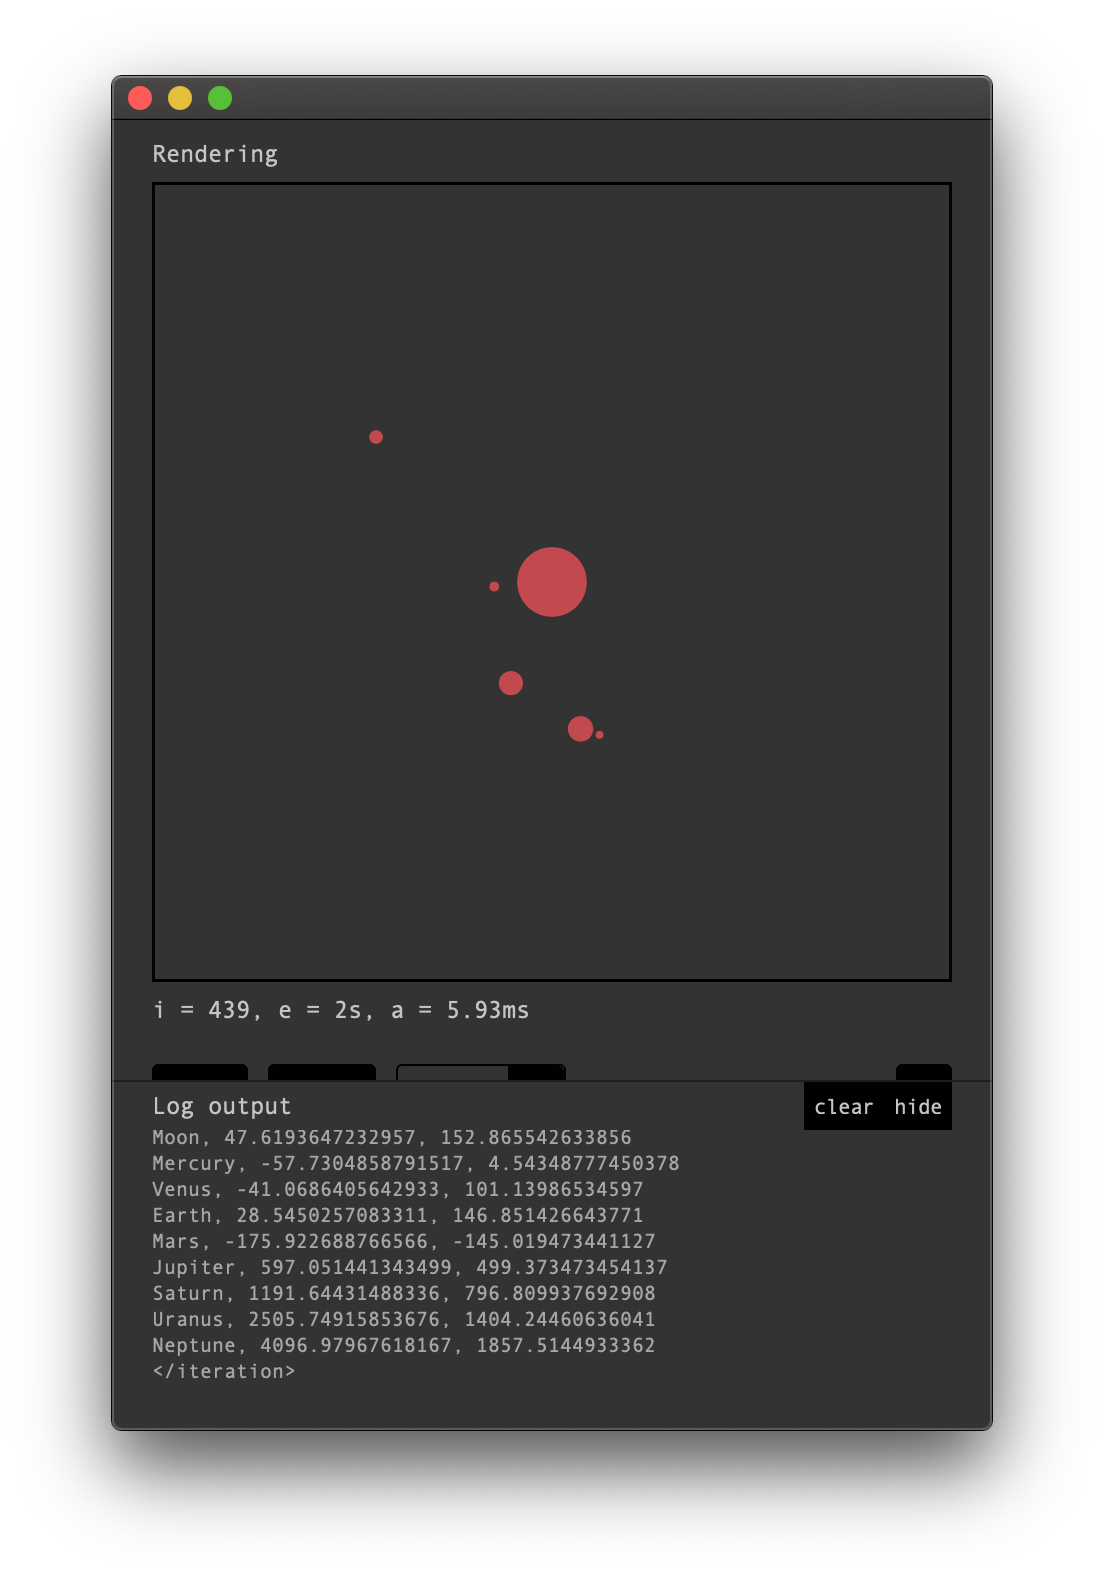 Rendering
i = 439, e = 2s, a = 5.93ms
Log output
clear hide
Moon, 47.6193647232957, 152.865542633856
Mercury, -57.7304858791517, 4.54348777450378
Venus, -41.0686405642933, 101.13986534597
Earth, 28.5450257083311, 146.851426643771
Mars, -175.922688766566, -145.019473441127
Jupiter, 597.051441343499, 499.373473454137
Saturn, 1191.64431488336, 796.809937692908
Uranus, 2505.74915853676, 1404.24460636041
Neptune, 4096.97967618167, 1857.5144933362
</iteration>